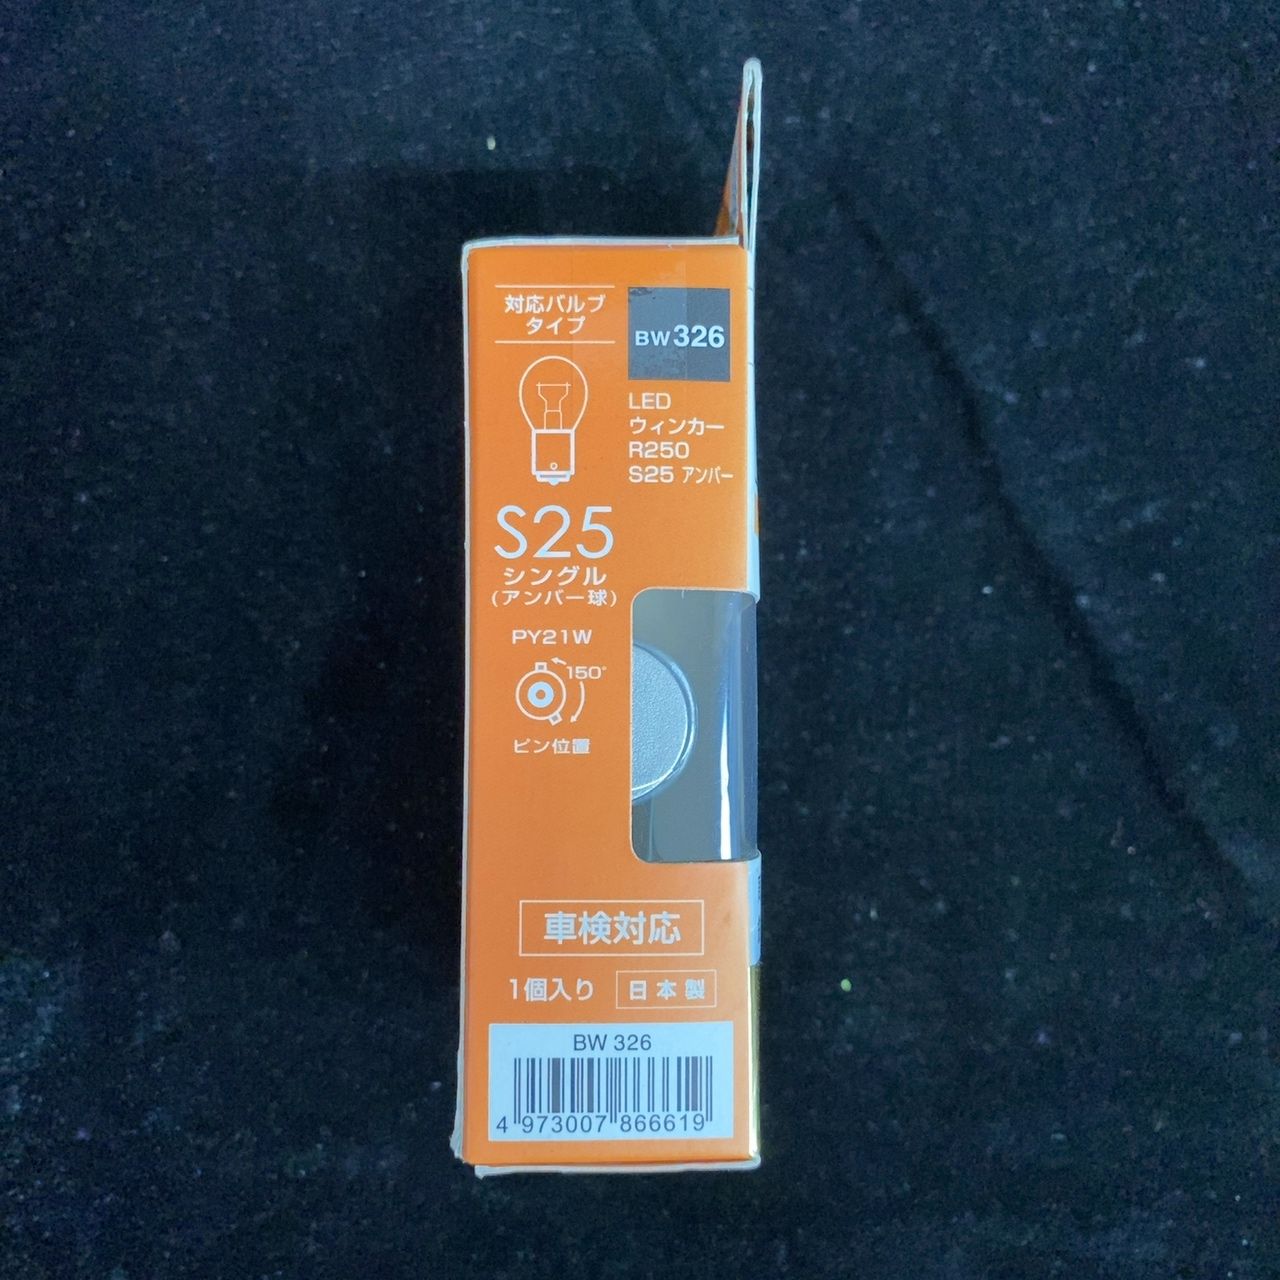 対応バルブ
タイプ
BW326
LED
ウィンカー
R250
S25 アンバー
S25
シングル
(アンバー球)
PY21W
150°
ピン位置
車検対応
1個入り
日本製
BW 326
4 973007 866619